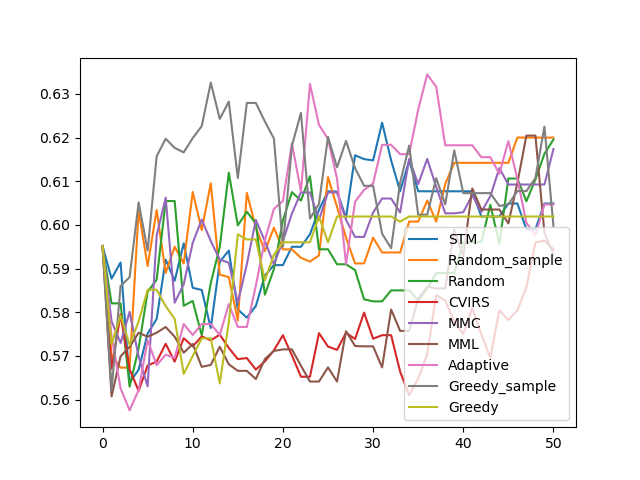 0.63
0.62
0.61
0.60
0.59
0.58
0.57
0.56
0
10
20
30
40
50
STM
Random_sample
Random
CVIRS
MMC
MML
Adaptive
Greedy_sample
Greedy